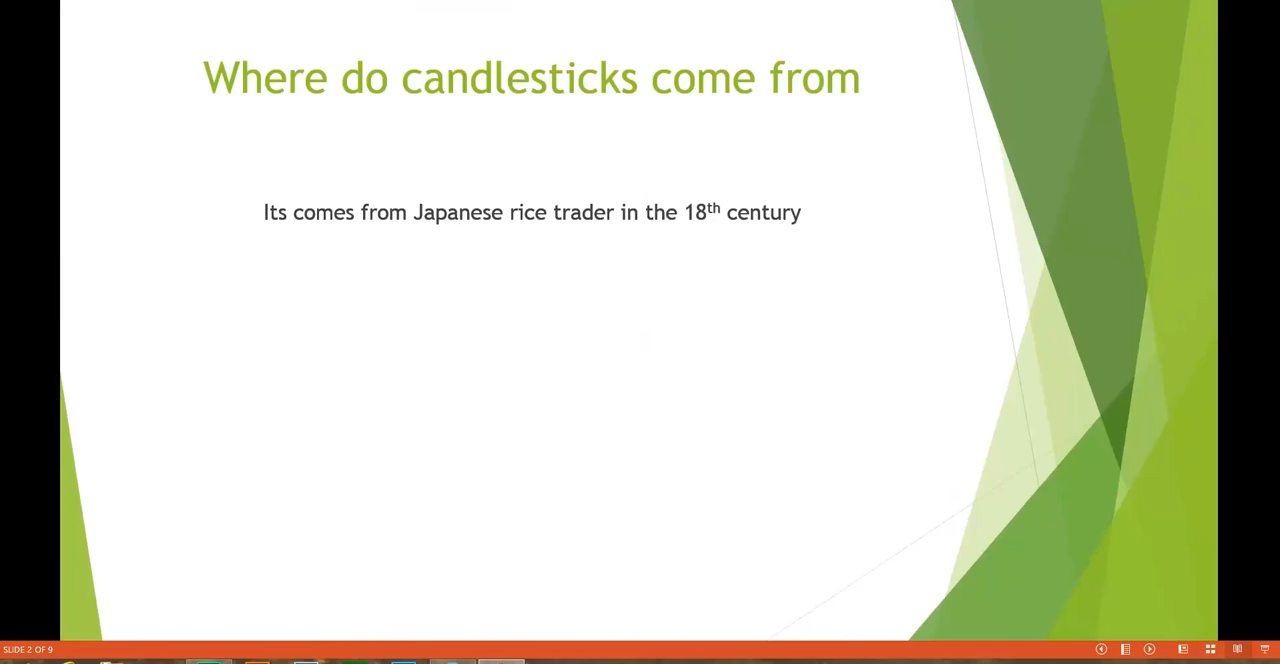 Where do candlesticks come from
Its comes from Japanese rice trader in the 18th century
SLIDE 2 OF 9